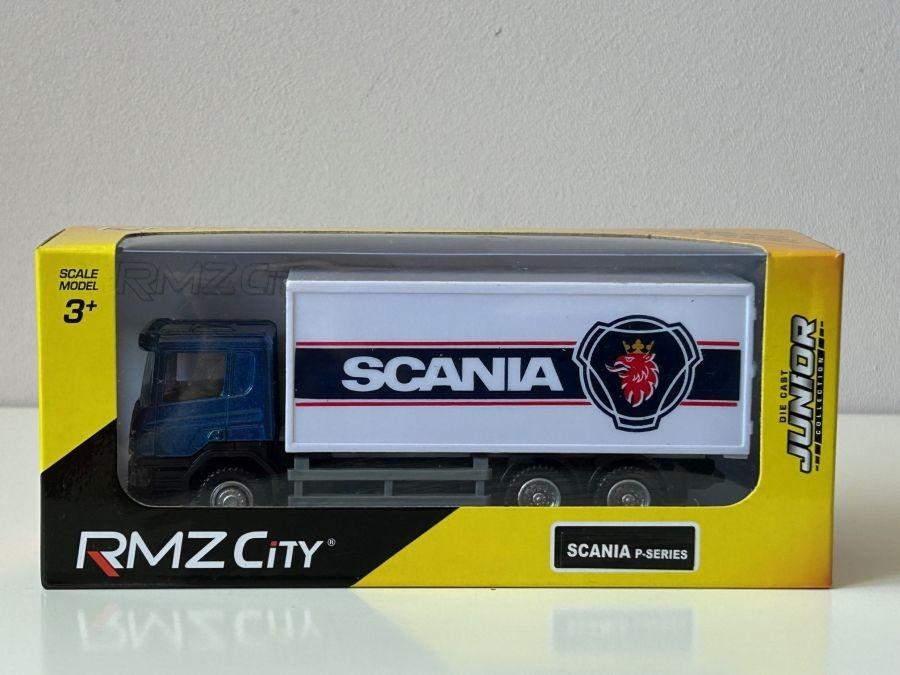 SCALE
MODEL
3+
RMZ CiTY
SCANIA
RMZ CiTY®
SCANIA P-SERIES
DIE CAST
JUNIOR
COLLECTION